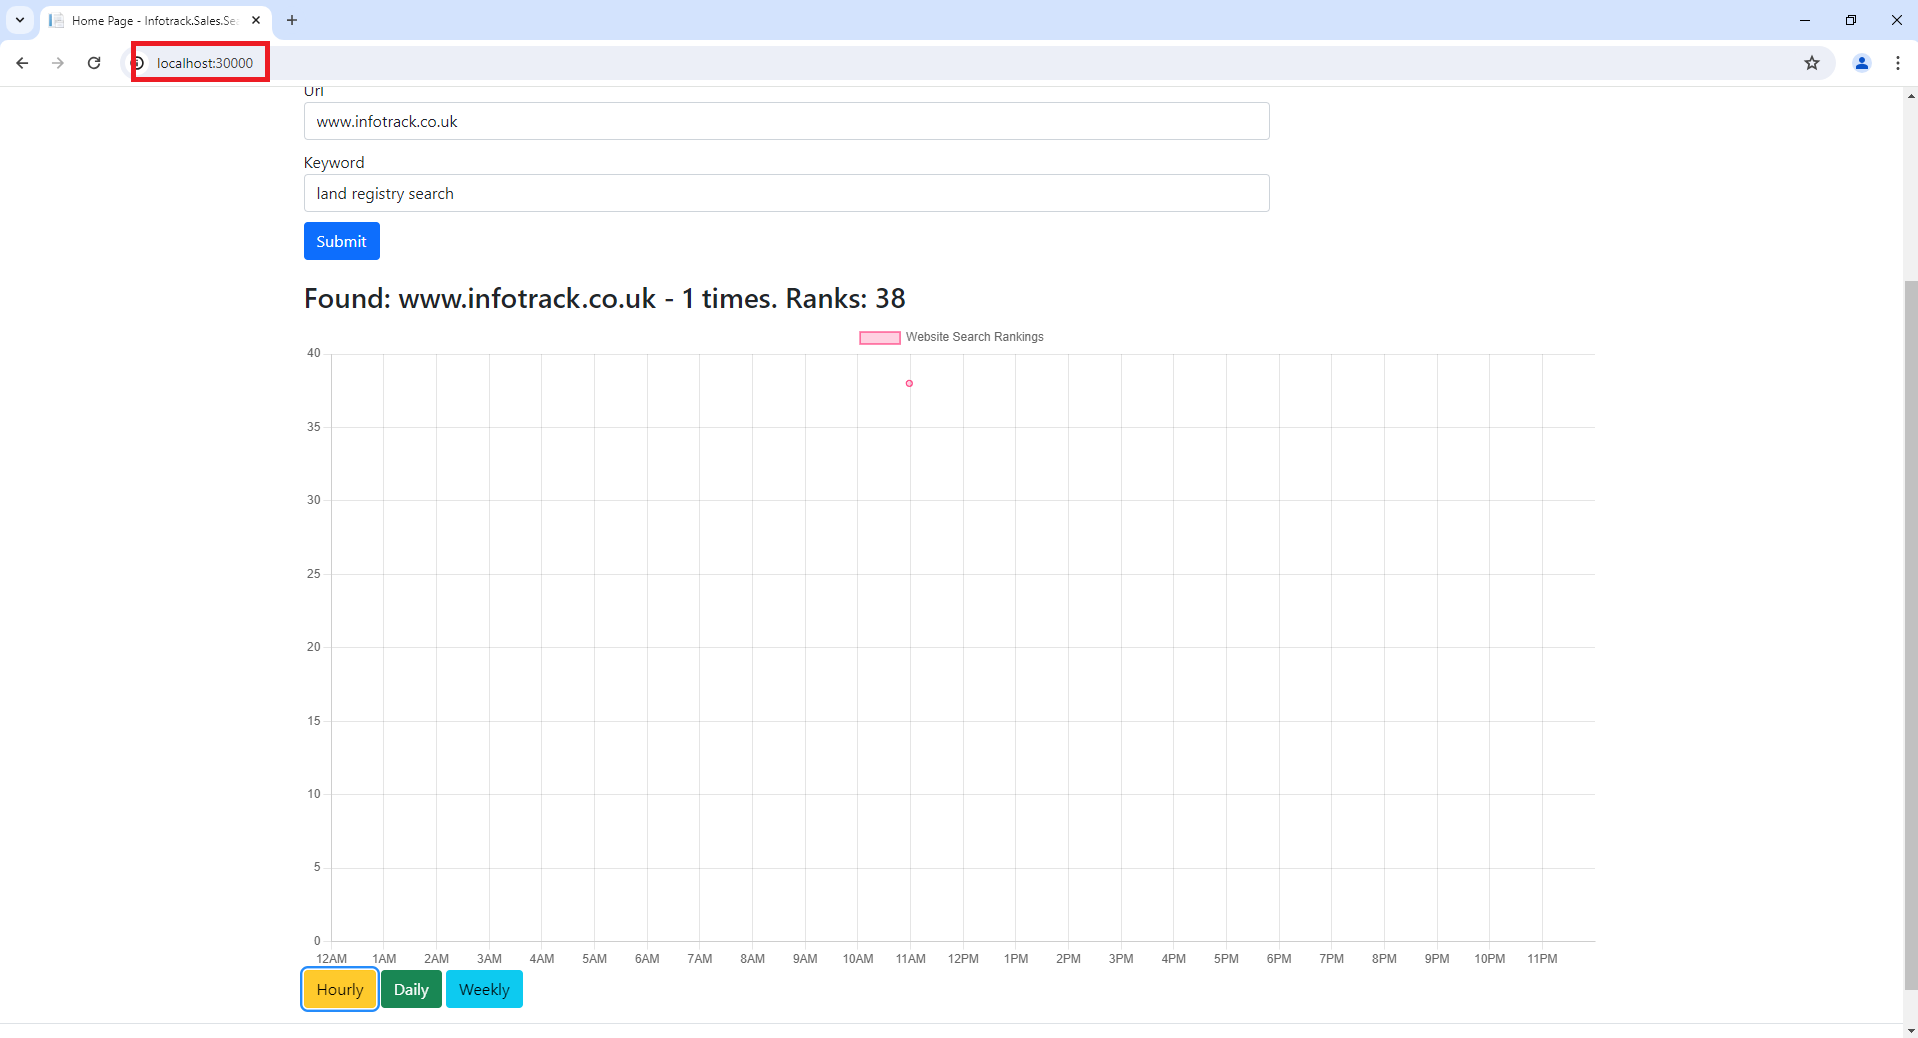 Home Page - Infotrack.Sales.Se
localhost:30000
Url
www.infotrack.co.uk
Keyword
land registry search
Submit
Found: www.infotrack.co.uk - 1 times. Ranks: 38
Website Search Rankings
40
35
30
25
20
15
10
5
0
12AM 1AM 2AM 3AM 4AM 5AM 6AM 7AM 8AM 9AM 10AM 11AM 12PM 1PM 2PM 3PM 4PM 5PM 6PM 7PM 8PM 9PM 10PM 11PM
Hourly Daily Weekly